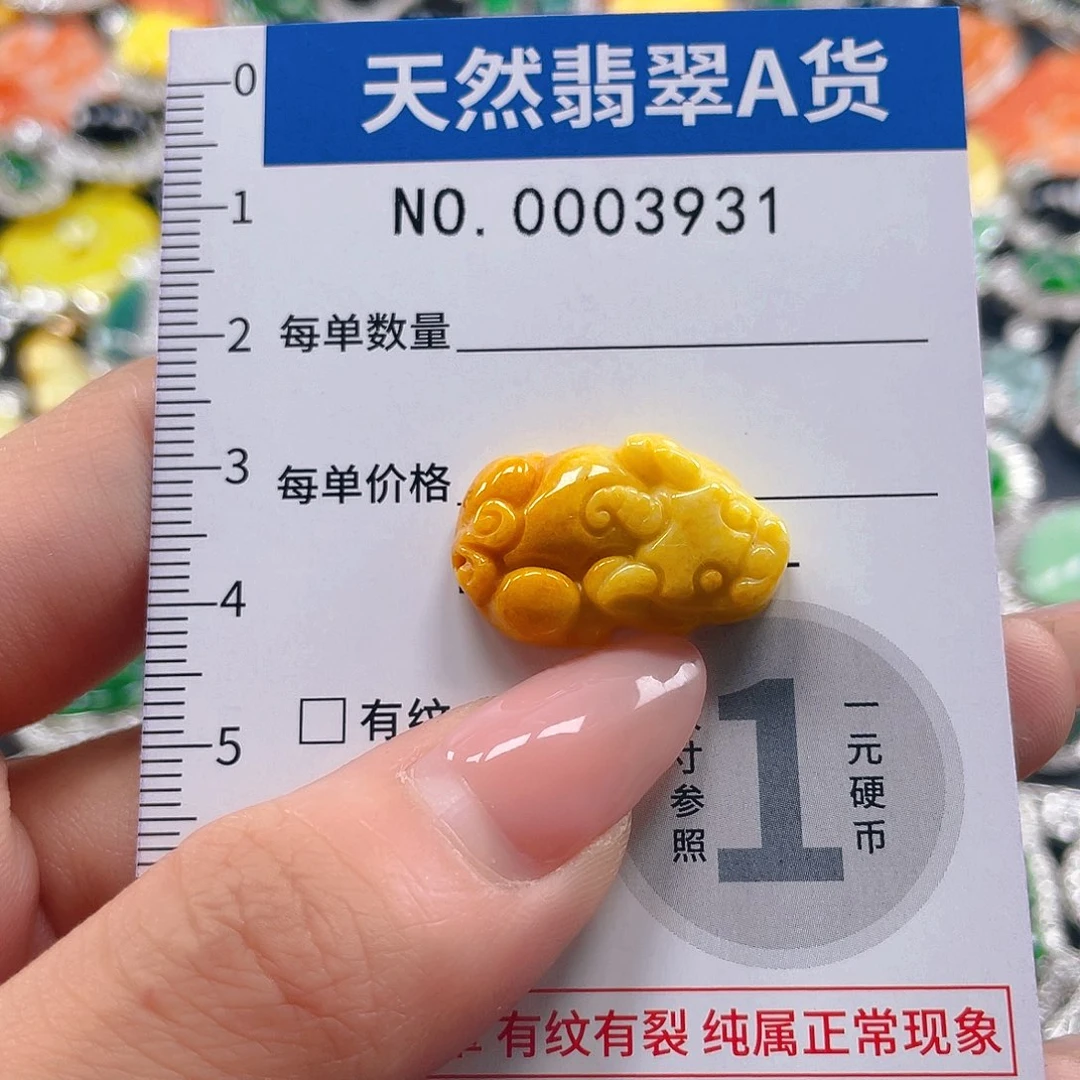 天然翡翠A货
NO. 0003931
0
1
2
3
4
5
每单数量
每单价格
□有纹
寸参照
1
一元硬币
有纹有裂 纯属正常现象